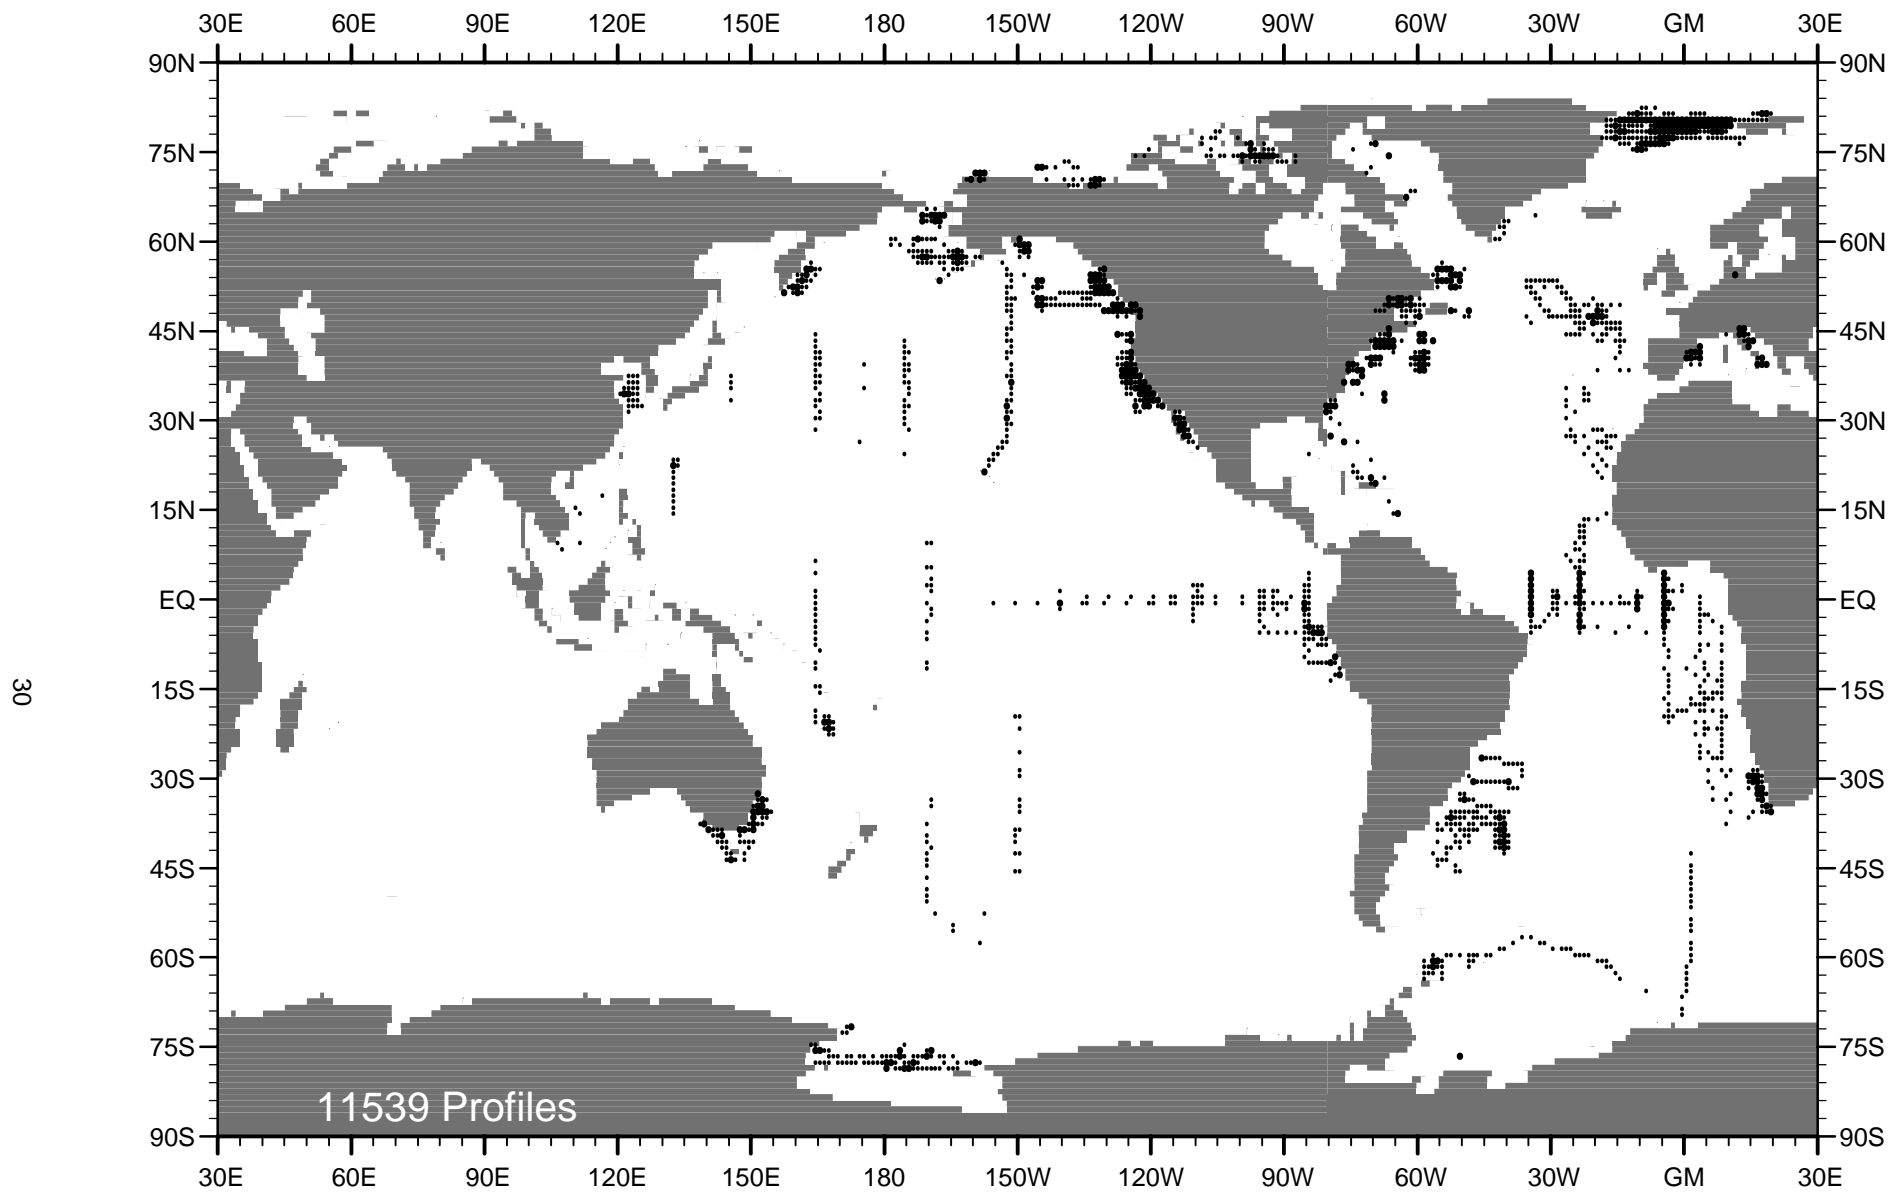 30E 60E 90E 120E 150E 180 150W 120W 90W 60W 30W GM 30E
90N 90N
75N 75N
60N 60N
45N 45N
30N 30N
15N 15N
EQ EQ
15S 15S
30S 30S
45S 45S
60S 60S
75S 75S
90S 90S
11539 Profiles
30E 60E 90E 120E 150E 180 150W 120W 90W 60W 30W GM 30E
30